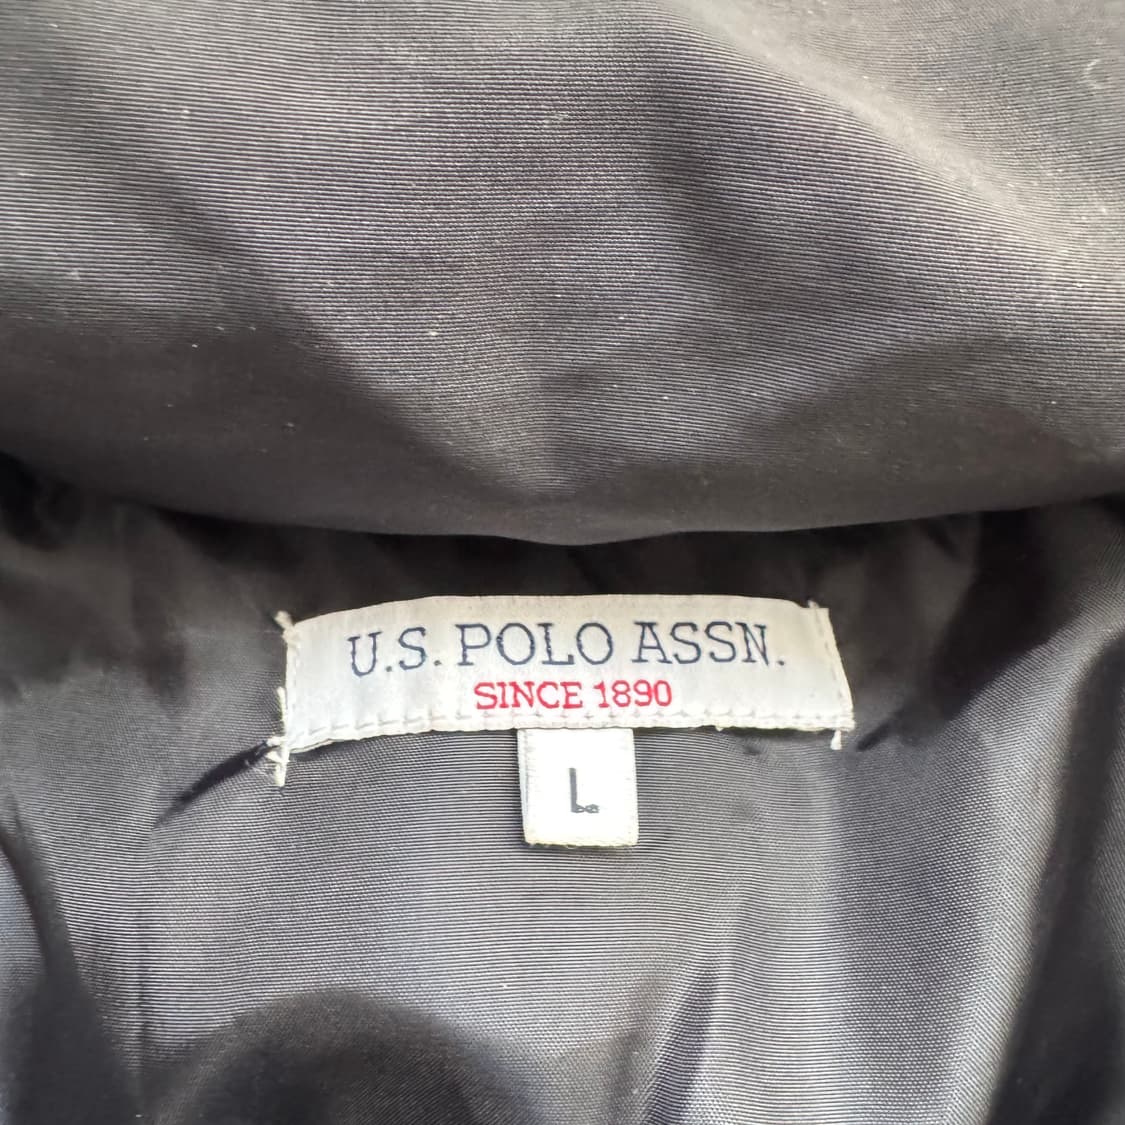 U.S. POLO ASSN.
SINCE 1890
L